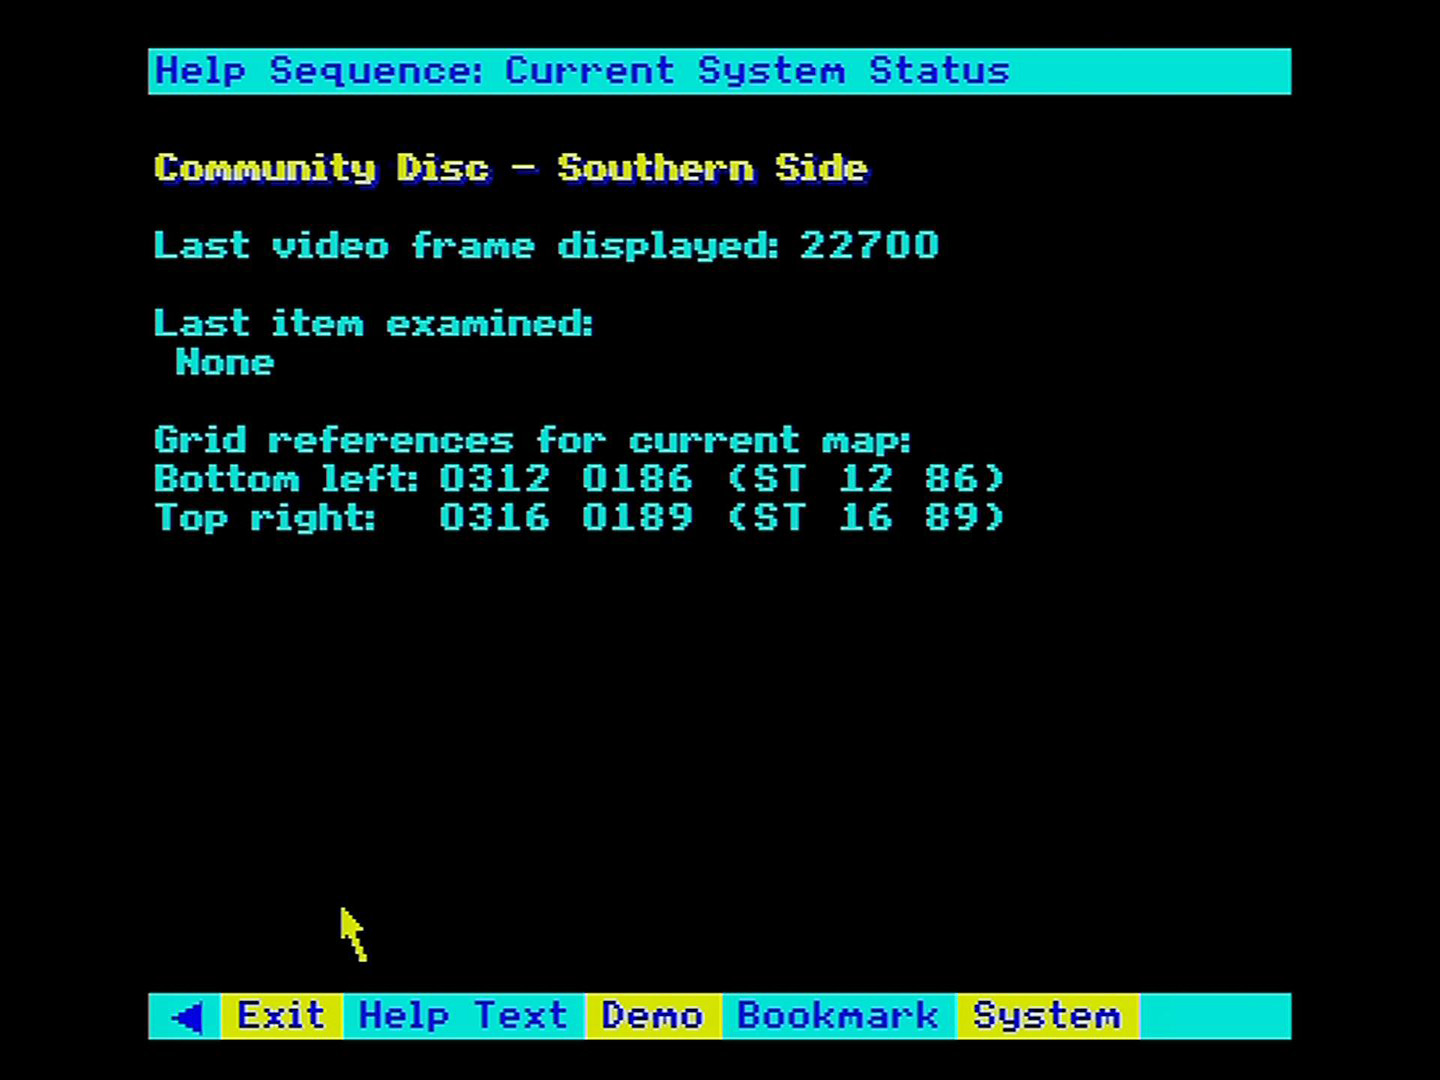 Help Sequence: Current System Status
Community Disc – Southern Side
Last video frame displayed: 22700
Last item examined:
None
Grid references for current map:
Bottom left: 0312 0186 (ST 12 86)
Top right: 0316 0189 (ST 16 89)
Exit Help Text Demo Bookmark System